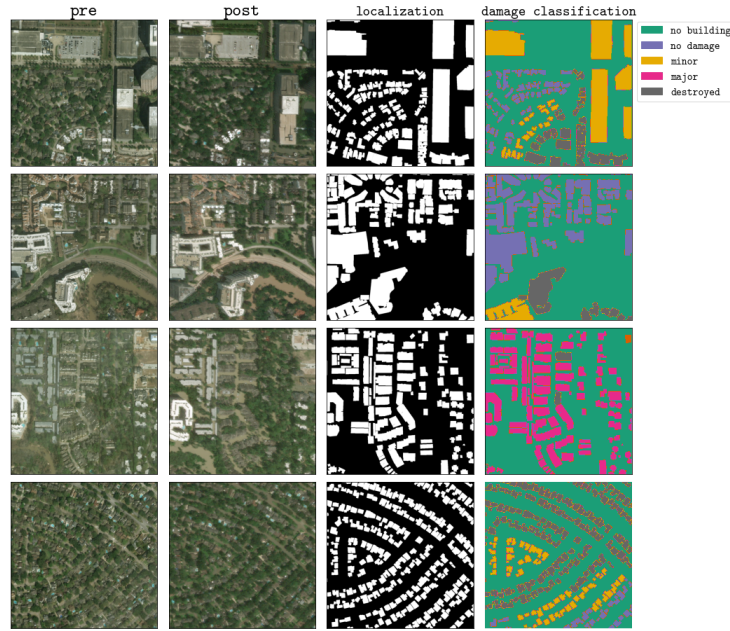 pre post localization damage classification
no building
no damage
minor
major
destroyed